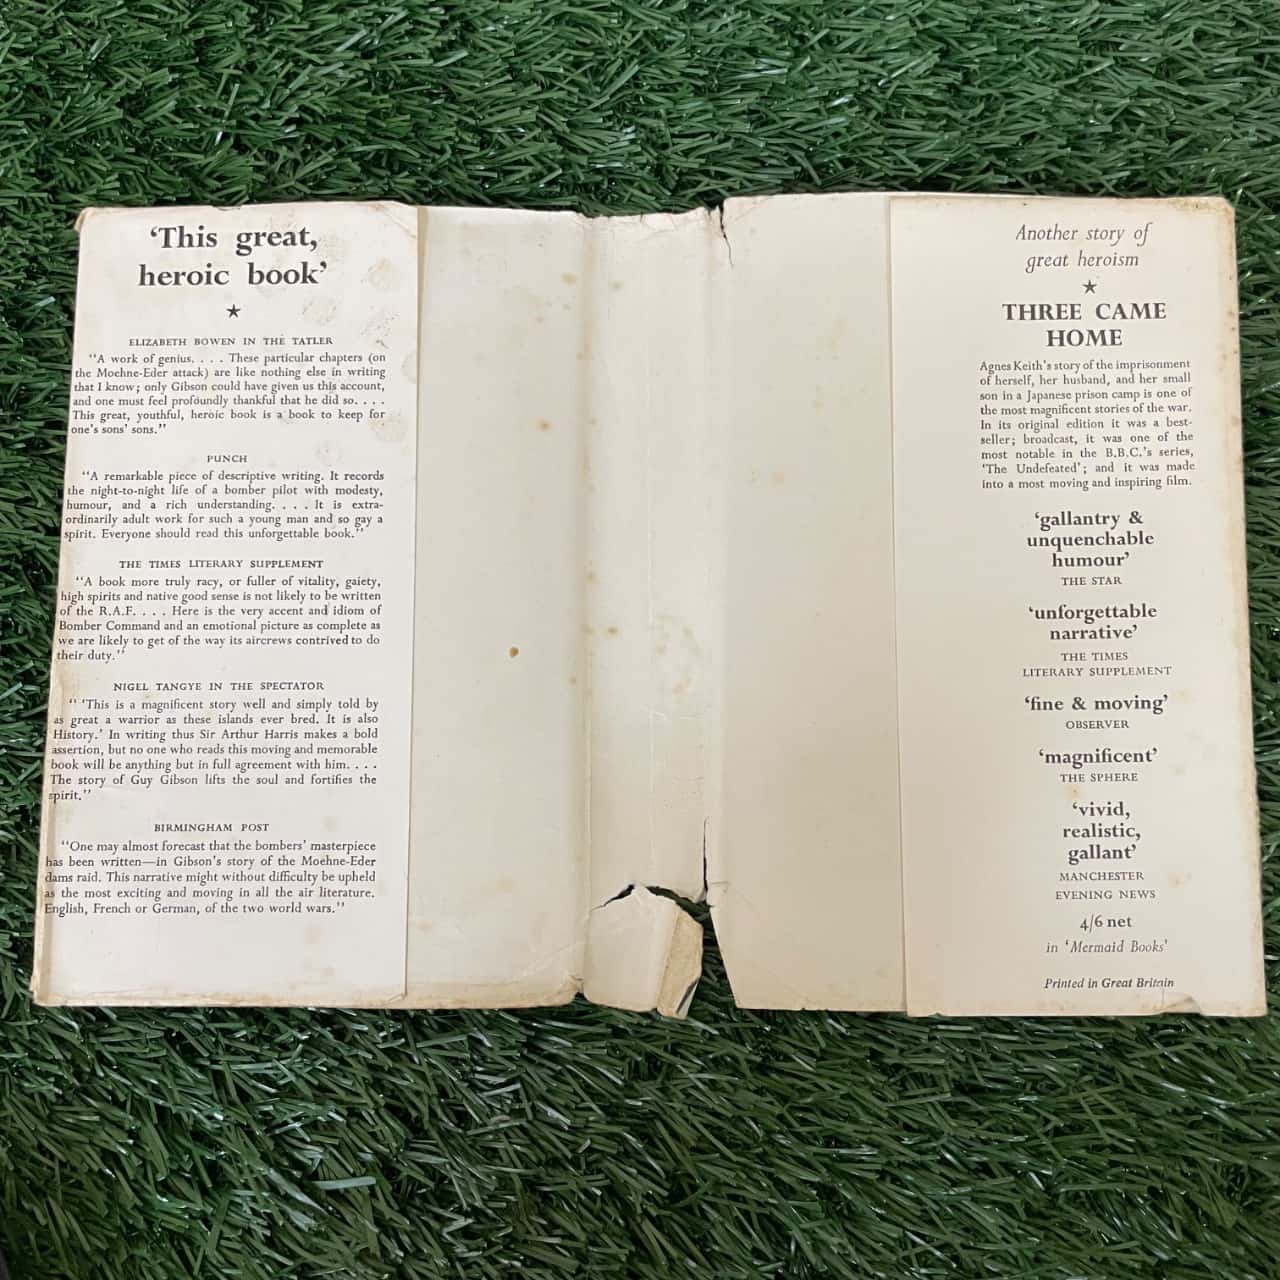 ‘This great,
heroic book’
★
ELIZABETH BOWEN IN THE TATLER
“A work of genius. . . . These particular chapters (on
the Moehne-Eder attack) are like nothing else in writing
that I know; only Gibson could have given us this account,
and one must feel profoundly thankful that he did so. . . .
This great, youthful, heroic book is a book to keep for
one’s sons’ sons.”
PUNCH
“A remarkable piece of descriptive writing. It records
the night-to-night life of a bomber pilot with modesty,
humour, and a rich understanding. . . . It is extra-
ordinarily adult work for such a young man and so gay a
spirit. Everyone should read this unforgettable book.”
THE TIMES LITERARY SUPPLEMENT
“A book more truly racy, or fuller of vitality, gaiety,
high spirits and native good sense is not likely to be written
of the R.A.F. . . . Here is the very accent and idiom of
Bomber Command and an emotional picture as complete as
we are likely to get of the way its aircrews contrived to do
their duty.”
NIGEL TANGYE IN THE SPECTATOR
“ ‘This is a magnificent story well and simply told by
as great a warrior as these islands ever bred. It is also
History.’ In writing thus Sir Arthur Harris makes a bold
assertion, but no one who reads this moving and memorable
book will be anything but in full agreement with him. . . .
The story of Guy Gibson lifts the soul and fortifies the
spirit.”
BIRMINGHAM POST
“One may almost forecast that the bombers’ masterpiece
has been written—in Gibson’s story of the Moehne-Eder
dams raid. This narrative might without difficulty be upheld
as the most exciting and moving in all the air literature.
English, French or German, of the two world wars.”
Another story of
great heroism
★
THREE CAME
HOME
Agnes Keith’s story of the imprisonment
of herself, her husband, and her small
son in a Japanese prison camp is one of
the most magnificent stories of the war.
In its original edition it was a best-
seller; broadcast, it was one of the
most notable in the B.B.C.’s series,
‘The Undefeated’; and it was made
into a most moving and inspiring film.
‘gallantry &
unquenchable
humour’
THE STAR
‘unforgettable
narrative’
THE TIMES
LITERARY SUPPLEMENT
‘fine & moving’
OBSERVER
‘magnificent’
THE SPHERE
‘vivid,
realistic,
gallant’
MANCHESTER
EVENING NEWS
4/6 net
in ‘Mermaid Books’
Printed in Great Britain